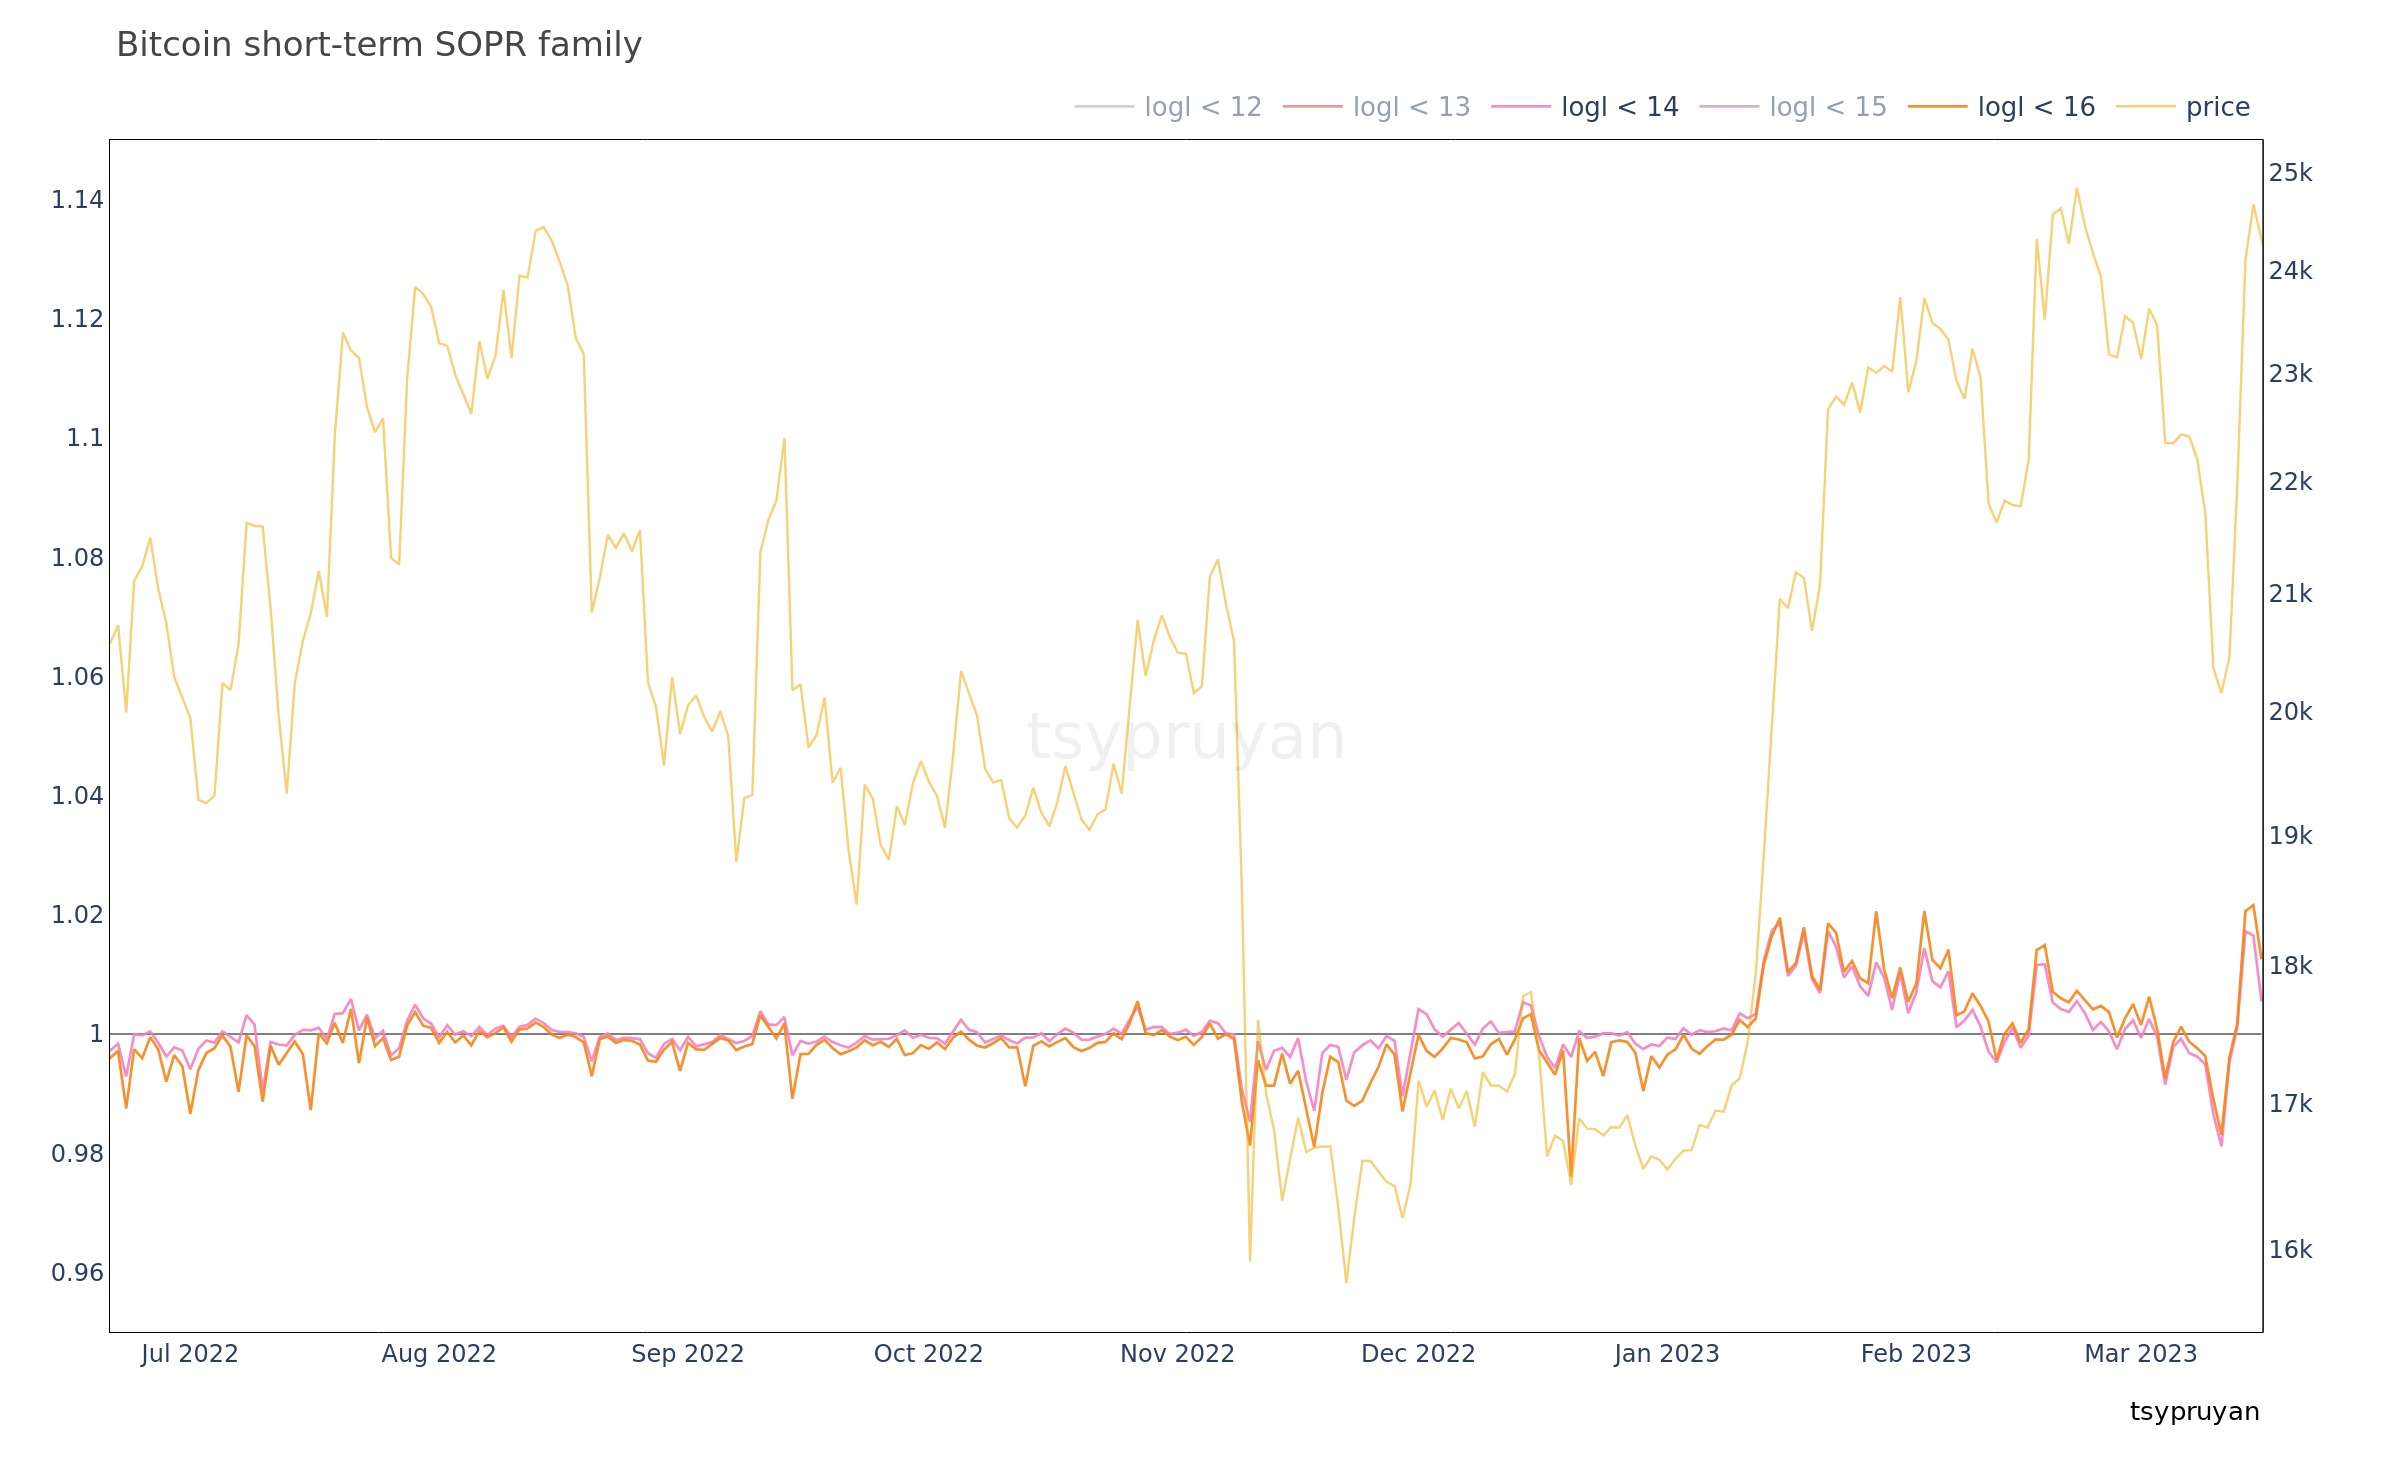 Bitcoin short-term SOPR family
logl < 12 logl < 13 logl < 14 logl < 15 logl < 16 price
1.14
1.12
1.1
1.08
1.06
1.04
1.02
1
0.98
0.96
25k
24k
23k
22k
21k
20k
19k
18k
17k
16k
tsypruyan
Jul 2022 Aug 2022 Sep 2022 Oct 2022 Nov 2022 Dec 2022 Jan 2023 Feb 2023 Mar 2023
tsypruyan